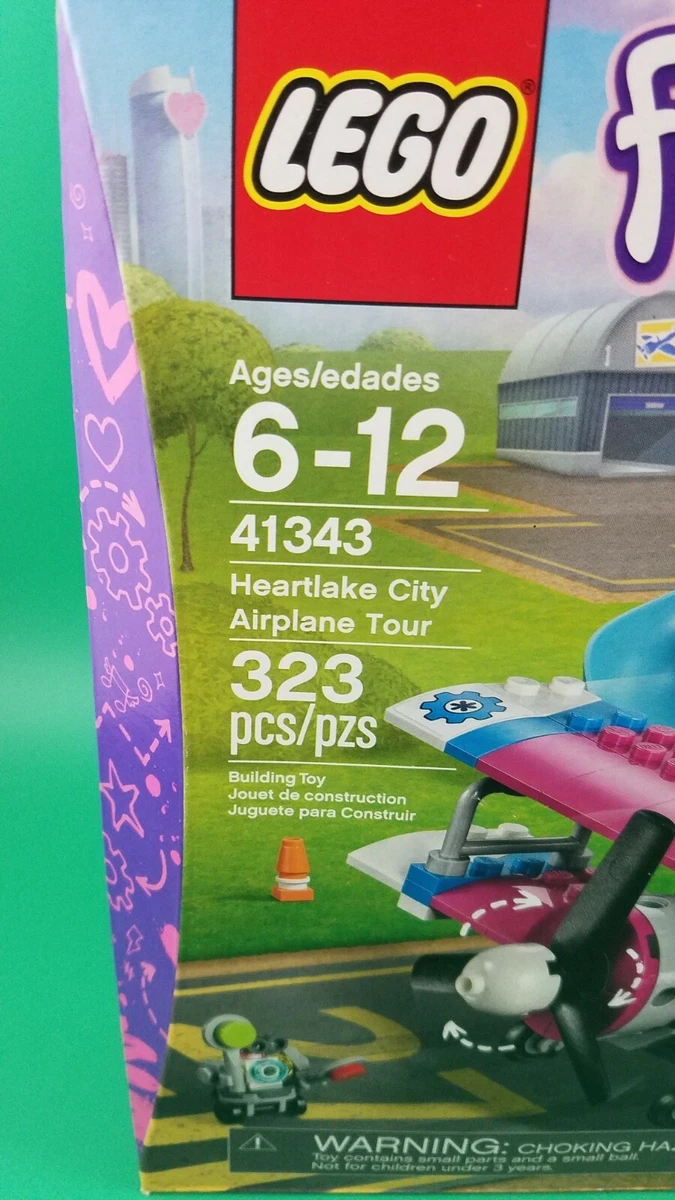 LEGO®
Ages/edades
6-12
41343
Heartlake City
Airplane Tour
323
pcs/pzs
Building Toy
Jouet de construction
Juguete para Construir
WARNING: CHOKING
Toy contains small parts and a small ball.
Not for children under 3 years.